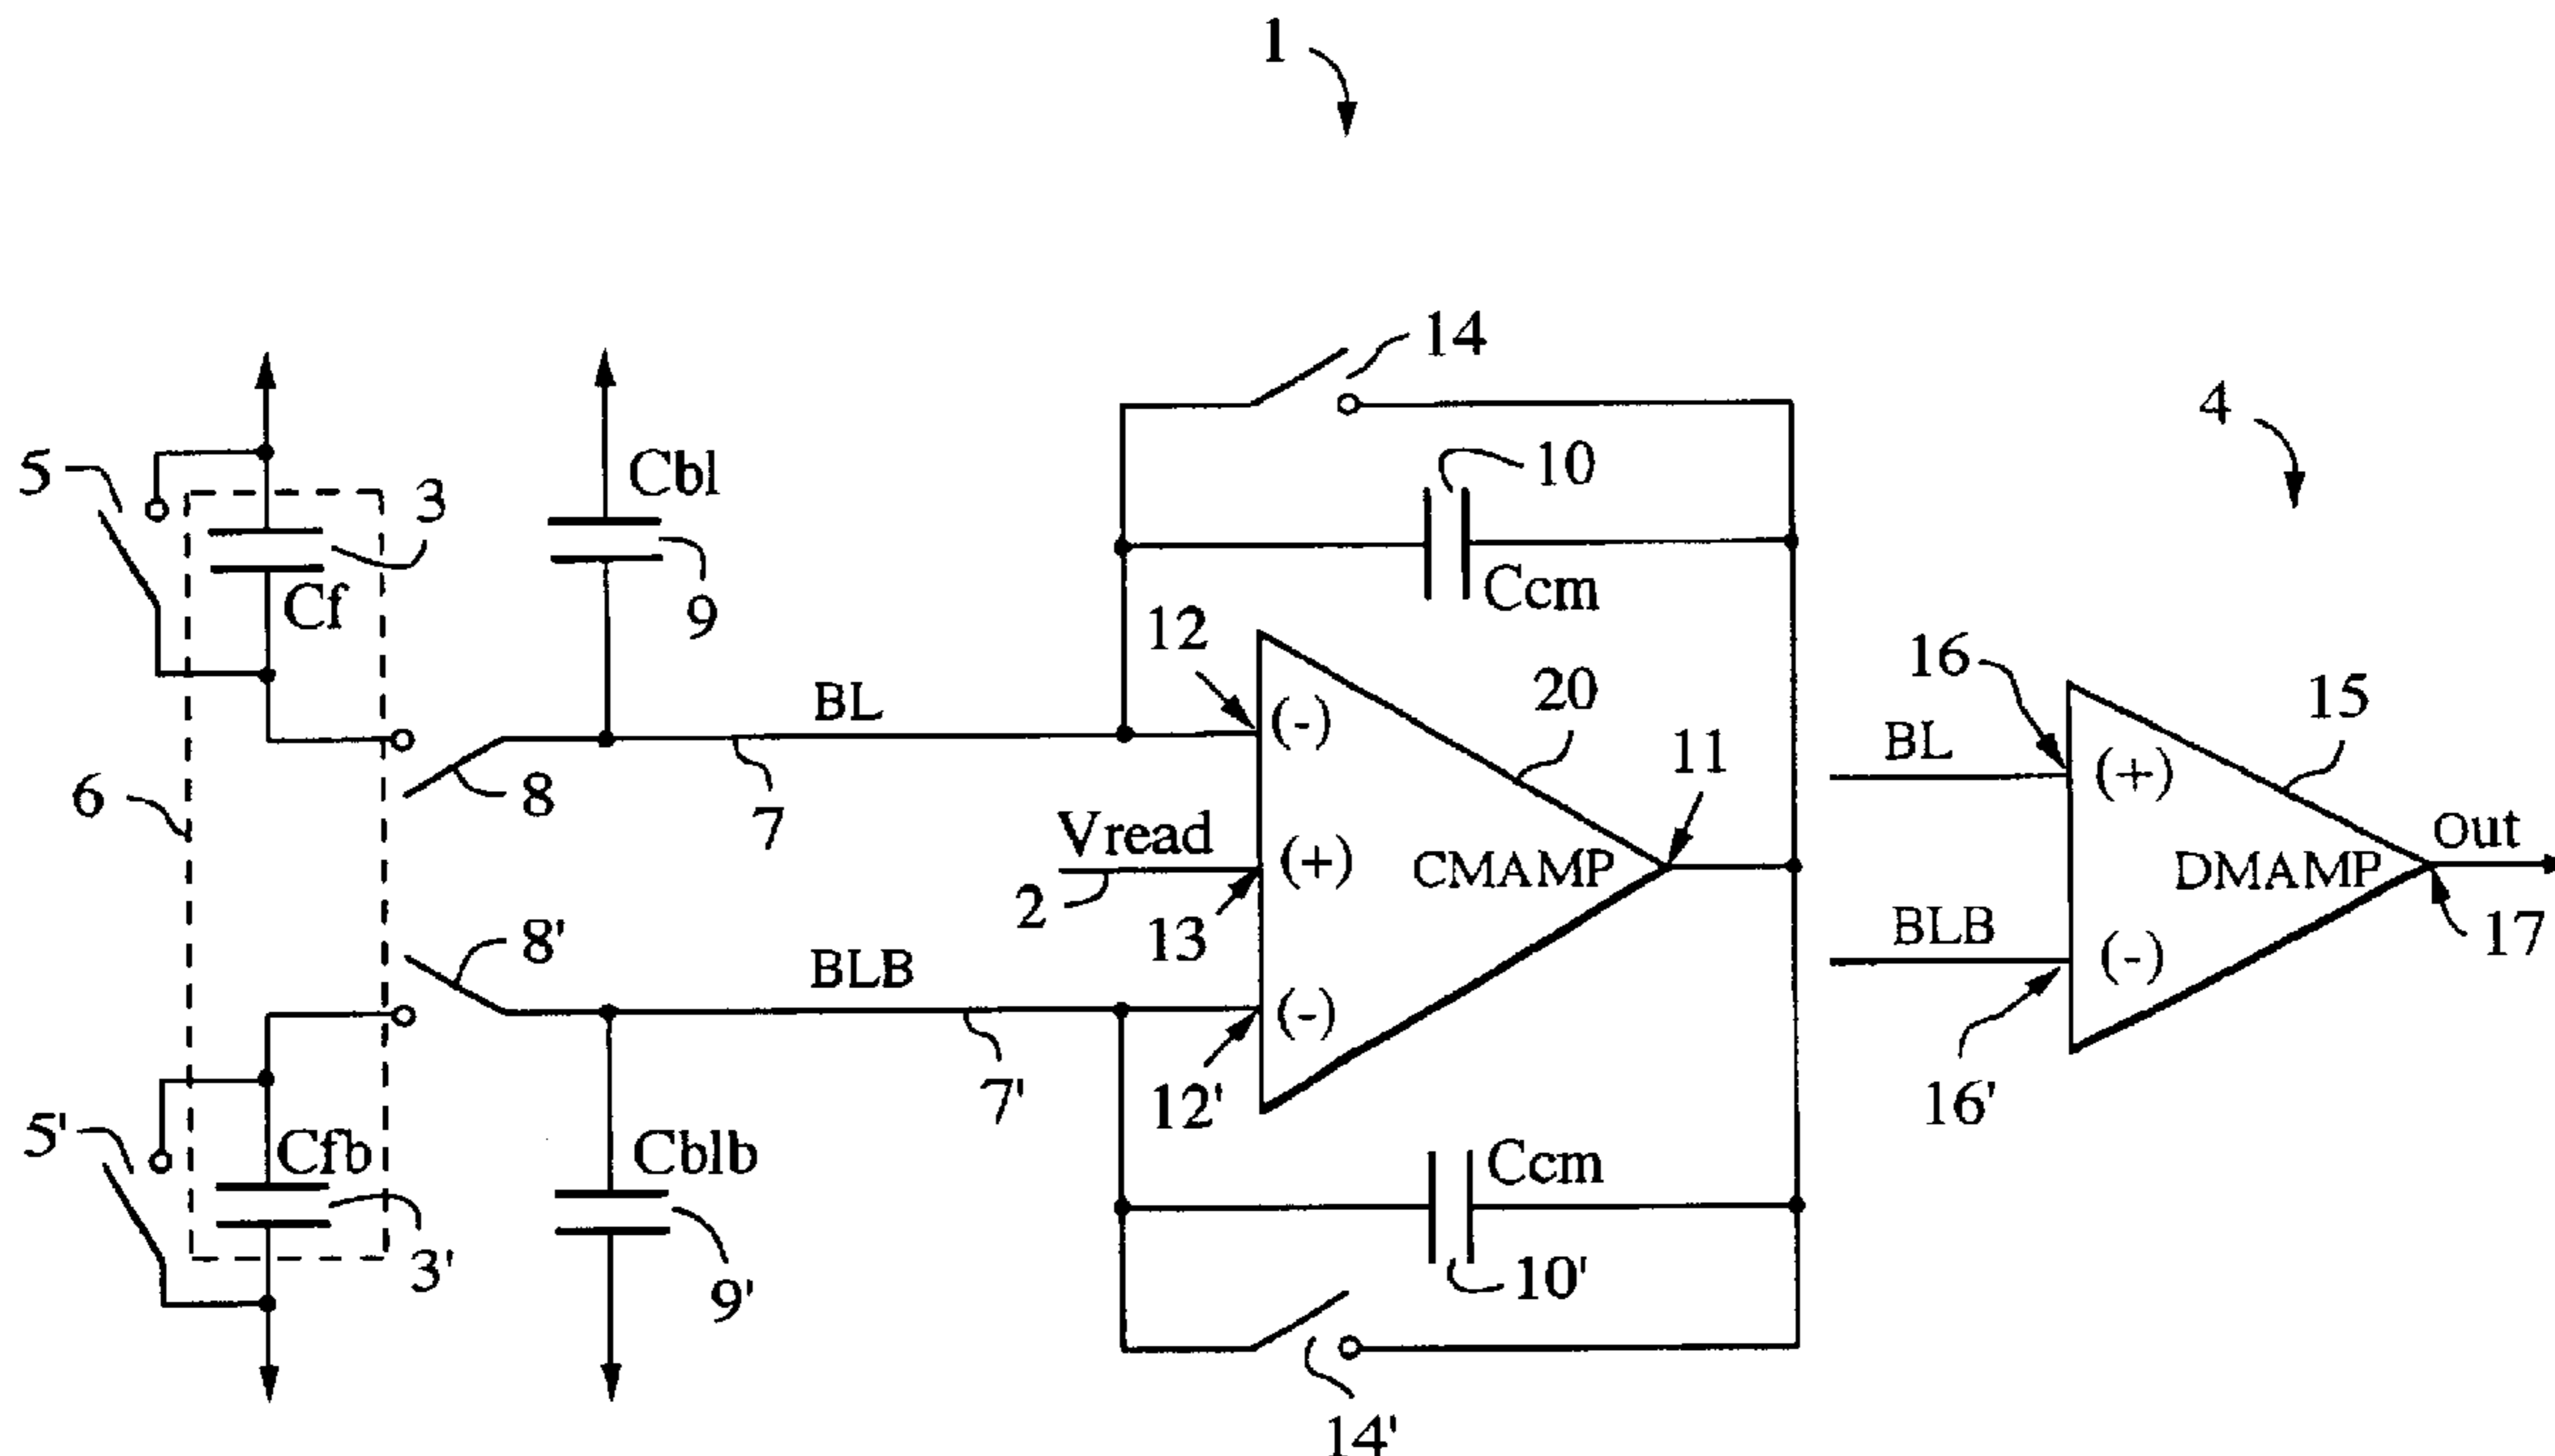 1
14
4
5
3
Cf
Cbl
9
10
Ccm
12
(-)
20
16
15
BL
BL
(+)
11
6
8
7
Vread
2
13
(+)
CMAMP
Out
DMAMP
8'
BLB
7'
12'
(-)
BLB
(-)
16'
17
5'
Cfb
3'
Cblb
9'
Ccm
10'
14'